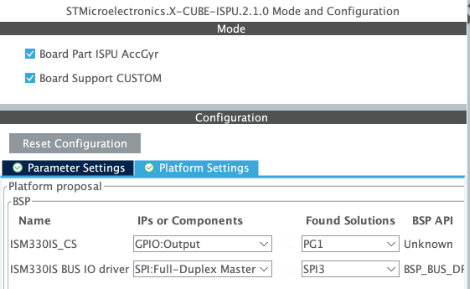 STMicroelectronics.X-CUBE-ISPU.2.1.0 Mode and Configuration
Mode
Board Part ISPU AccGyr
Board Support CUSTOM
Configuration
Reset Configuration
Parameter Settings Platform Settings
Platform proposal
BSP
Name IPs or Components Found Solutions BSP API
ISM330IS_CS GPIO:Output PG1 Unknown
ISM330IS BUS IO driver SPI:Full-Duplex Master SPI3 BSP_BUS_DF